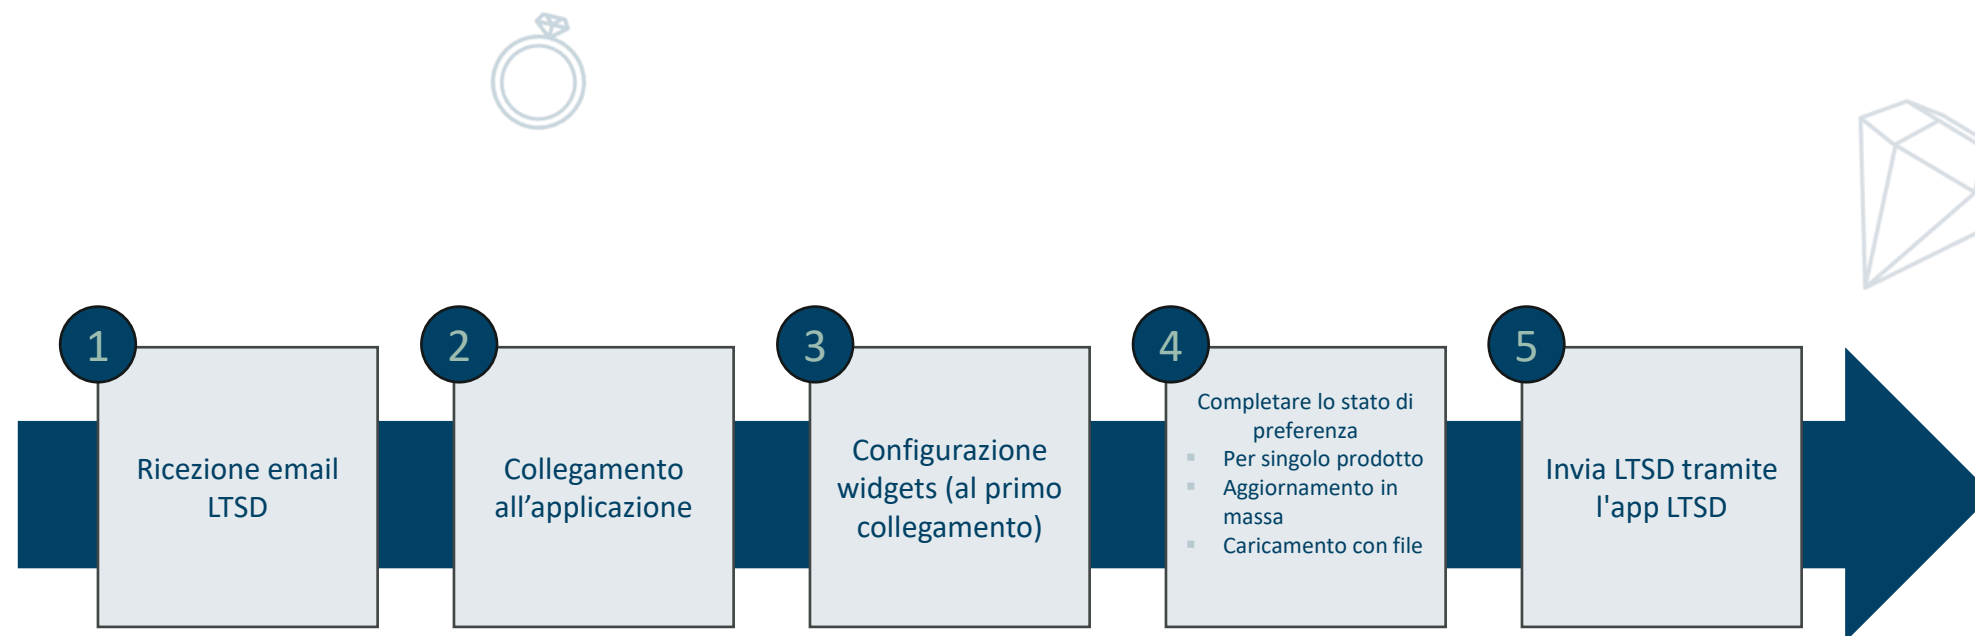 1
Ricezione email
LTSD
2
Collegamento
all’applicazione
3
Configurazione
widgets (al primo
collegamento)
4
Completare lo stato di
preferenza
▪ Per singolo prodotto
▪ Aggiornamento in
massa
▪ Caricamento con file
5
Invia LTSD tramite
l'app LTSD